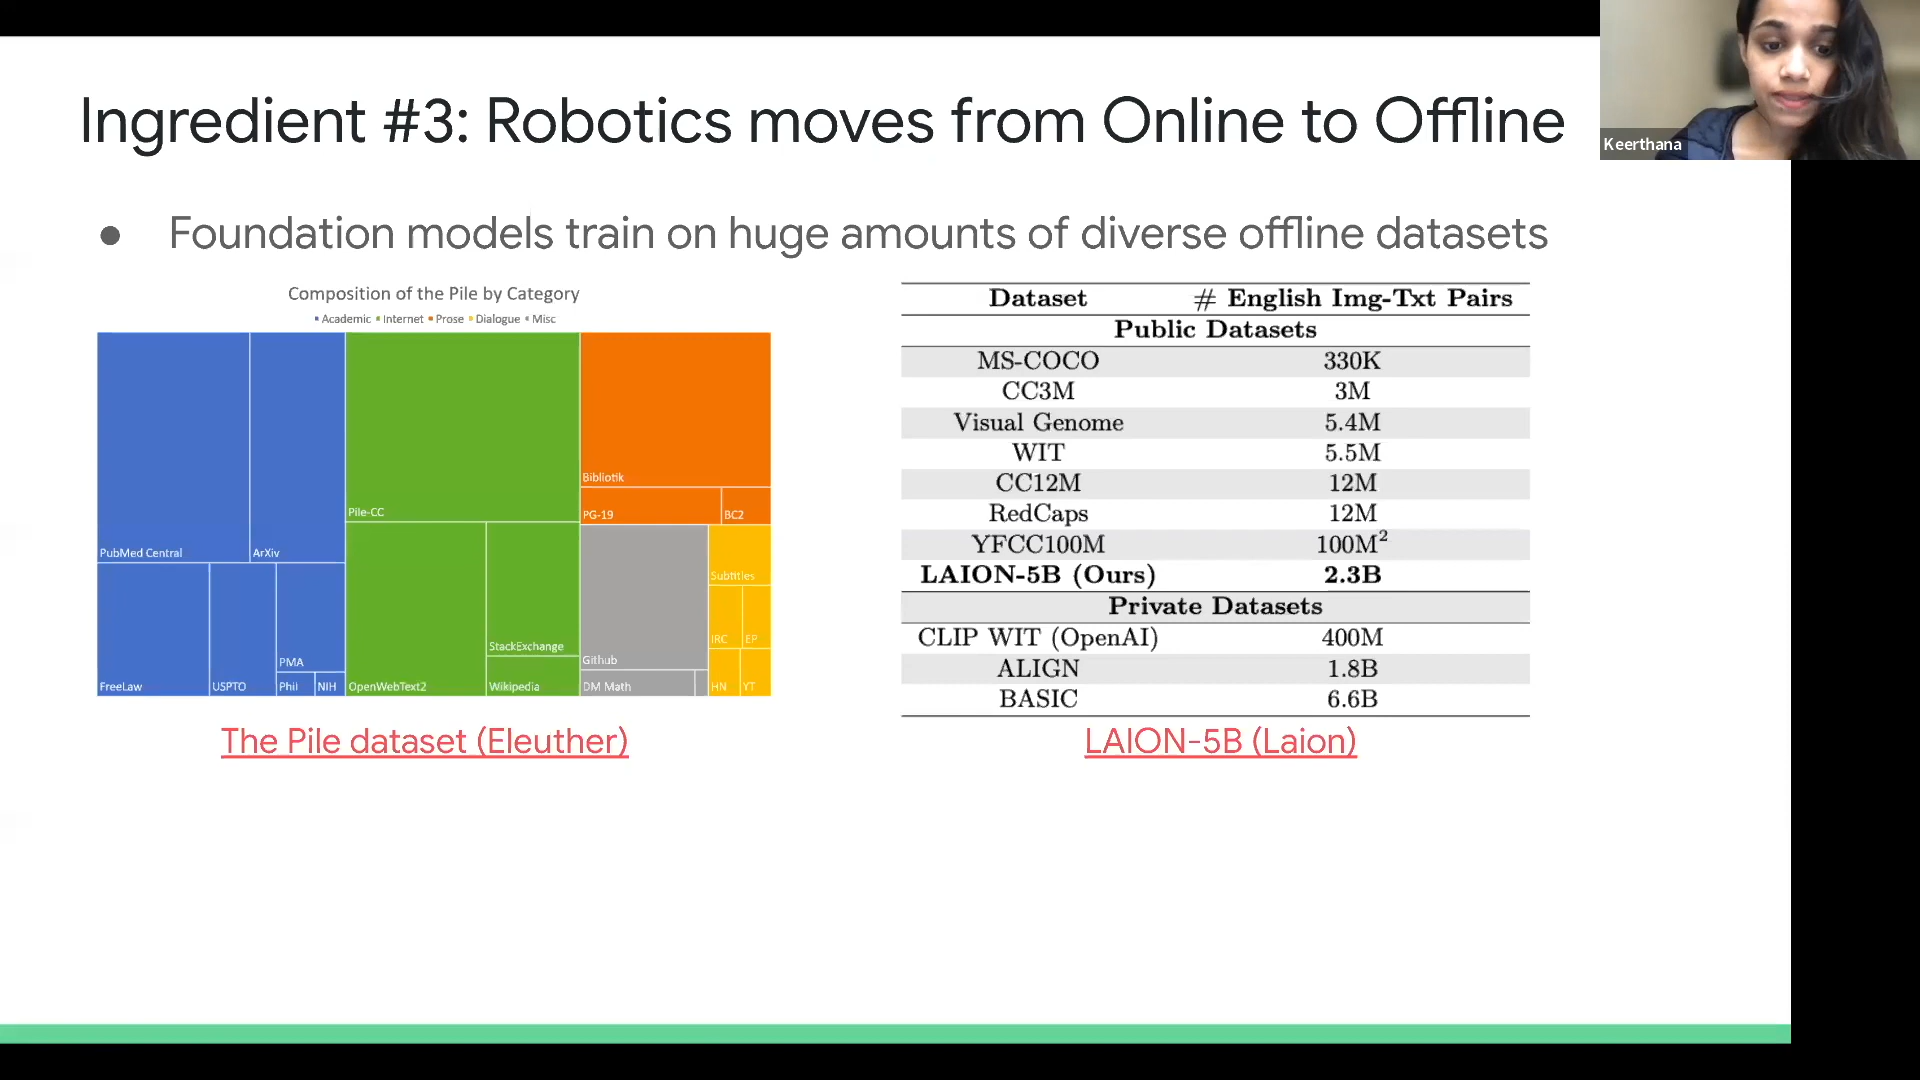 Ingredient #3: Robotics moves from Online to Offline
Keerthana
● Foundation models train on huge amounts of diverse offline datasets
Composition of the Pile by Category
Academic Internet Prose Dialogue Misc
PubMed Central
ArXiv
FreeLaw
USPTO
PMA
Phil
NIH
Pile-CC
OpenWebText2
StackExchange
Wikipedia
Bibliotik
PG-19
BC2
Github
DM Math
Subtitles
IRC
EP
HN
YT
The Pile dataset (Eleuther)
Dataset # English Img-Txt Pairs
Public Datasets
MS-COCO 330K
CC3M 3M
Visual Genome 5.4M
WIT 5.5M
CC12M 12M
RedCaps 12M
YFCC100M 100M²
LAION-5B (Ours) 2.3B
Private Datasets
CLIP WIT (OpenAI) 400M
ALIGN 1.8B
BASIC 6.6B
LAION-5B (Laion)